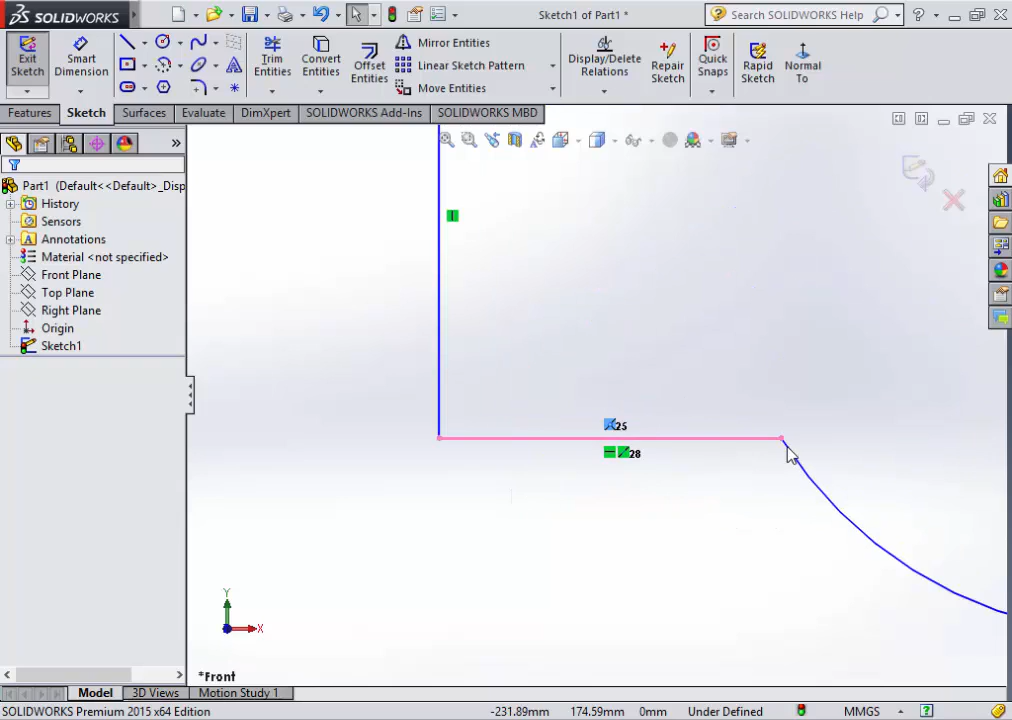 SOLIDWORKS
Sketch1 of Part1 *
Search SOLIDWORKS Help
?
Exit Sketch
Smart Dimension
Trim Entities
Convert Entities
Offset Entities
Mirror Entities
Linear Sketch Pattern
Move Entities
Display/Delete Relations
Repair Sketch
Quick Snaps
Rapid Sketch
Normal To
Features
Sketch
Surfaces
Evaluate
DimXpert
SOLIDWORKS Add-Ins
SOLIDWORKS MBD
»
Part1 (Default<<Default>_Disp
History
Sensors
Annotations
Material <not specified>
Front Plane
Top Plane
Right Plane
Origin
Sketch1
25
28
Y
X
*Front
Model
3D Views
Motion Study 1
SOLIDWORKS Premium 2015 x64 Edition
-231.89mm
174.59mm
0mm
Under Defined
MMGS
?